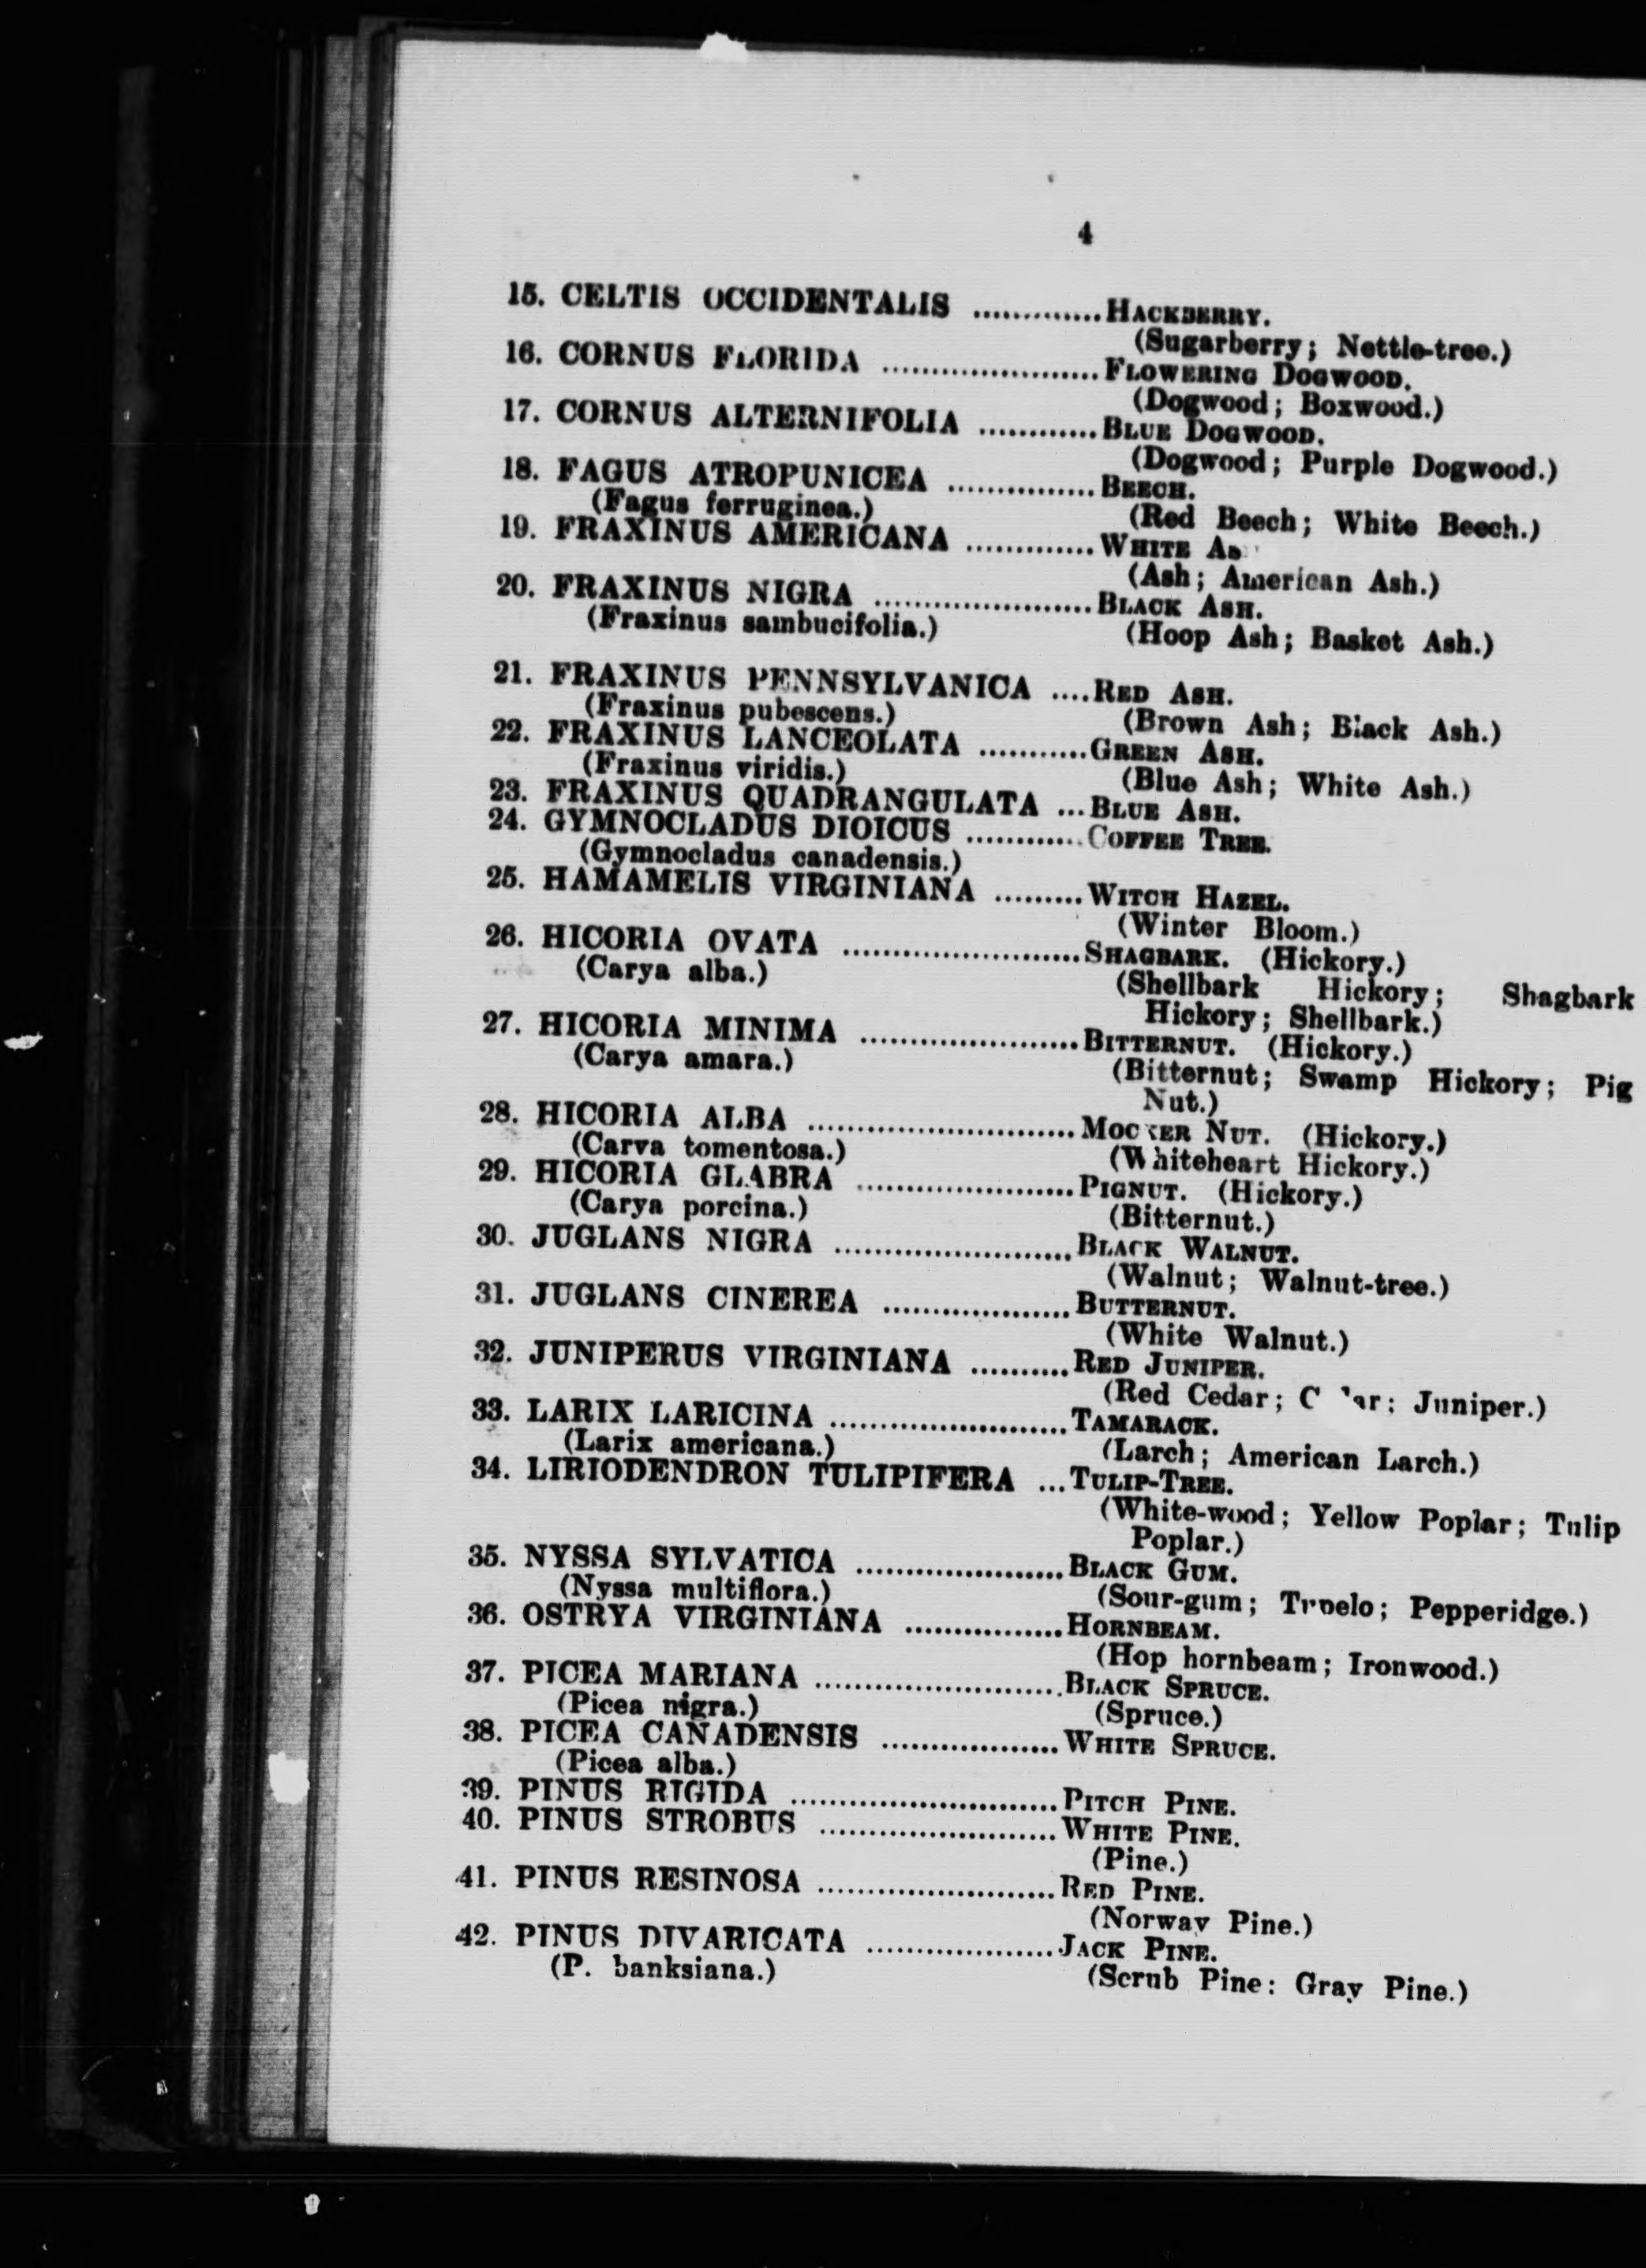 4
15. CELTIS OCCIDENTALIS .............HACKBERRY.
(Sugarberry; Nettle-tree.)
16. CORNUS FLORIDA ......................FLOWERING DOGWOOD.
(Dogwood; Boxwood.)
17. CORNUS ALTERNIFOLIA ............BLUE DOGWOOD.
(Dogwood; Purple Dogwood.)
18. FAGUS ATROPUNICEA ...............BEECH.
(Fagus ferruginea.) (Red Beech; White Beech.)
19. FRAXINUS AMERICANA .............WHITE
(Ash; American Ash.)
20. FRAXINUS NIGRA ......................BLACK ASH.
(Fraxinus sambucifolia.) (Hoop Ash; Basket Ash.)
21. FRAXINUS PENNSYLVANICA ....RED ASH.
(Fraxinus pubescens.) (Brown Ash; Black Ash.)
22. FRAXINUS LANCEOLATA ...........GREEN ASH.
(Fraxinus viridis.) (Blue Ash; White Ash.)
23. FRAXINUS QUADRANGULATA ...BLUE ASH.
24. GYMNOCLADUS DIOICUS ............COFFEE TREE.
(Gymnocladus canadensis.)
25. HAMAMELIS VIRGINIANA .........WITCH HAZEL.
(Winter Bloom.)
26. HICORIA OVATA ........................SHAGBARK. (Hickory.)
(Carya alba.) (Shellbark Hickory; Shagbark
Hickory; Shellbark.)
27. HICORIA MINIMA ......................BITTERNUT. (Hickory.)
(Carya amara.) (Bitternut; Swamp Hickory; Pig
Nut.)
28. HICORIA ALBA ...........................MOCKER NUT. (Hickory.)
(Carya tomentosa.) (Whiteheart Hickory.)
29. HICORIA GLABRA ......................PIGNUT. (Hickory.)
(Carya porcina.) (Bitternut.)
30. JUGLANS NIGRA ........................BLACK WALNUT.
(Walnut; Walnut-tree.)
31. JUGLANS CINEREA ...................BUTTERNUT.
(White Walnut.)
32. JUNIPERUS VIRGINIANA ..........RED JUNIPER.
(Red Cedar; Juniper.)
33. LARIX LARICINA ........................TAMARACK.
(Larix americana.) (Larch; American Larch.)
34. LIRIODENDRON TULIPIFERA ...TULIP-TREE.
(White-wood; Yellow Poplar; Tulip
Poplar.)
35. NYSSA SYLVATICA .....................BLACK GUM.
(Nyssa multiflora.) (Sour-gum; Tupelo; Pepperidge.)
36. OSTRYA VIRGINIANA ................HORNBEAM.
(Hop hornbeam; Ironwood.)
37. PICEA MARIANA .........................BLACK SPRUCE.
(Picea nigra.) (Spruce.)
38. PICEA CANADENSIS ..................WHITE SPRUCE.
(Picea alba.)
39. PINUS RIGIDA ...........................PITCH PINE.
40. PINUS STROBUS ........................WHITE PINE.
(Pine.)
41. PINUS RESINOSA ........................RED PINE.
(Norway Pine.)
42. PINUS DIVARICATA ...................JACK PINE.
(P. banksiana.) (Scrub Pine: Gray Pine.)